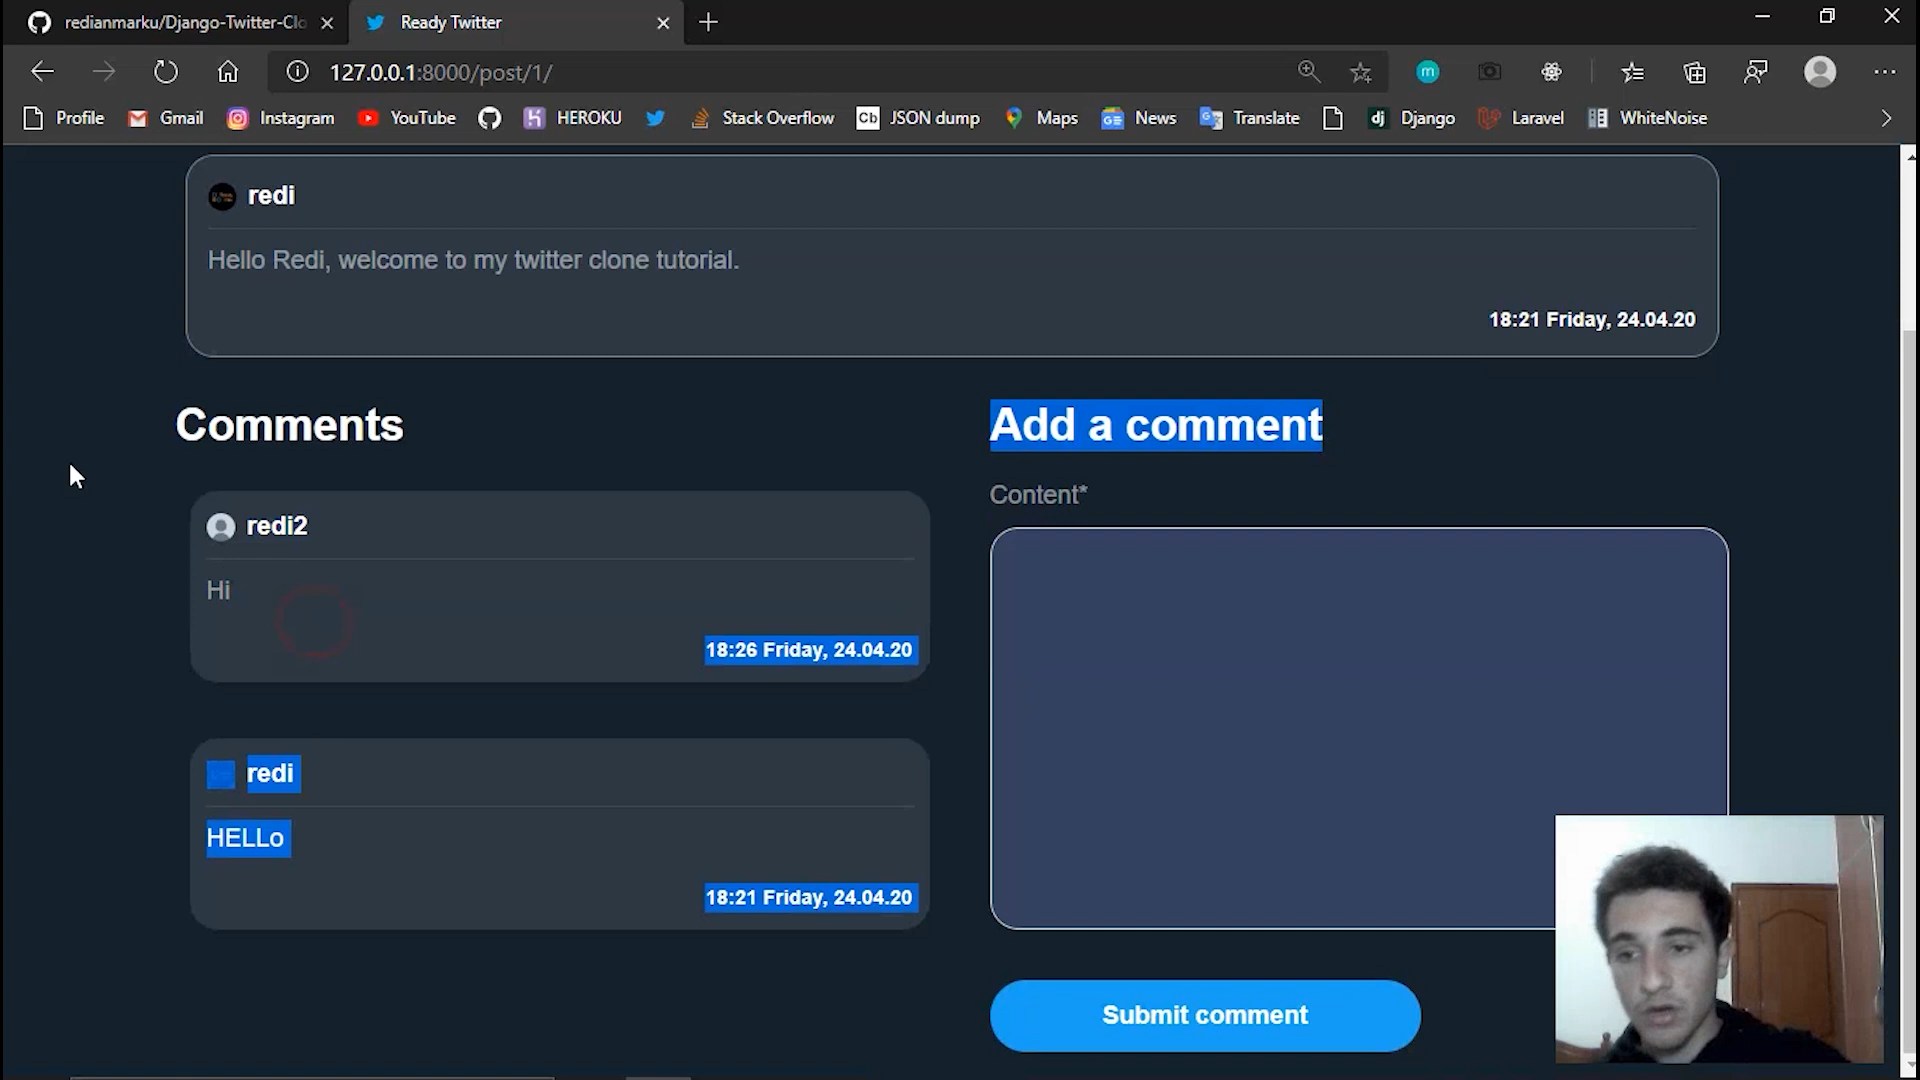 redianmarku/Django-Twitter-Clo
Ready Twitter
127.0.0.1:8000/post/1/
m
Profile
Gmail
Instagram
YouTube
HEROKU
Stack Overflow
Cb JSON dump
Maps
GE News
Translate
dj Django
Laravel
WhiteNoise
redi
Hello Redi, welcome to my twitter clone tutorial.
18:21 Friday, 24.04.20
Comments
redi2
Hi
18:26 Friday, 24.04.20
redi
HELLo
18:21 Friday, 24.04.20
Add a comment
Content*
Submit comment